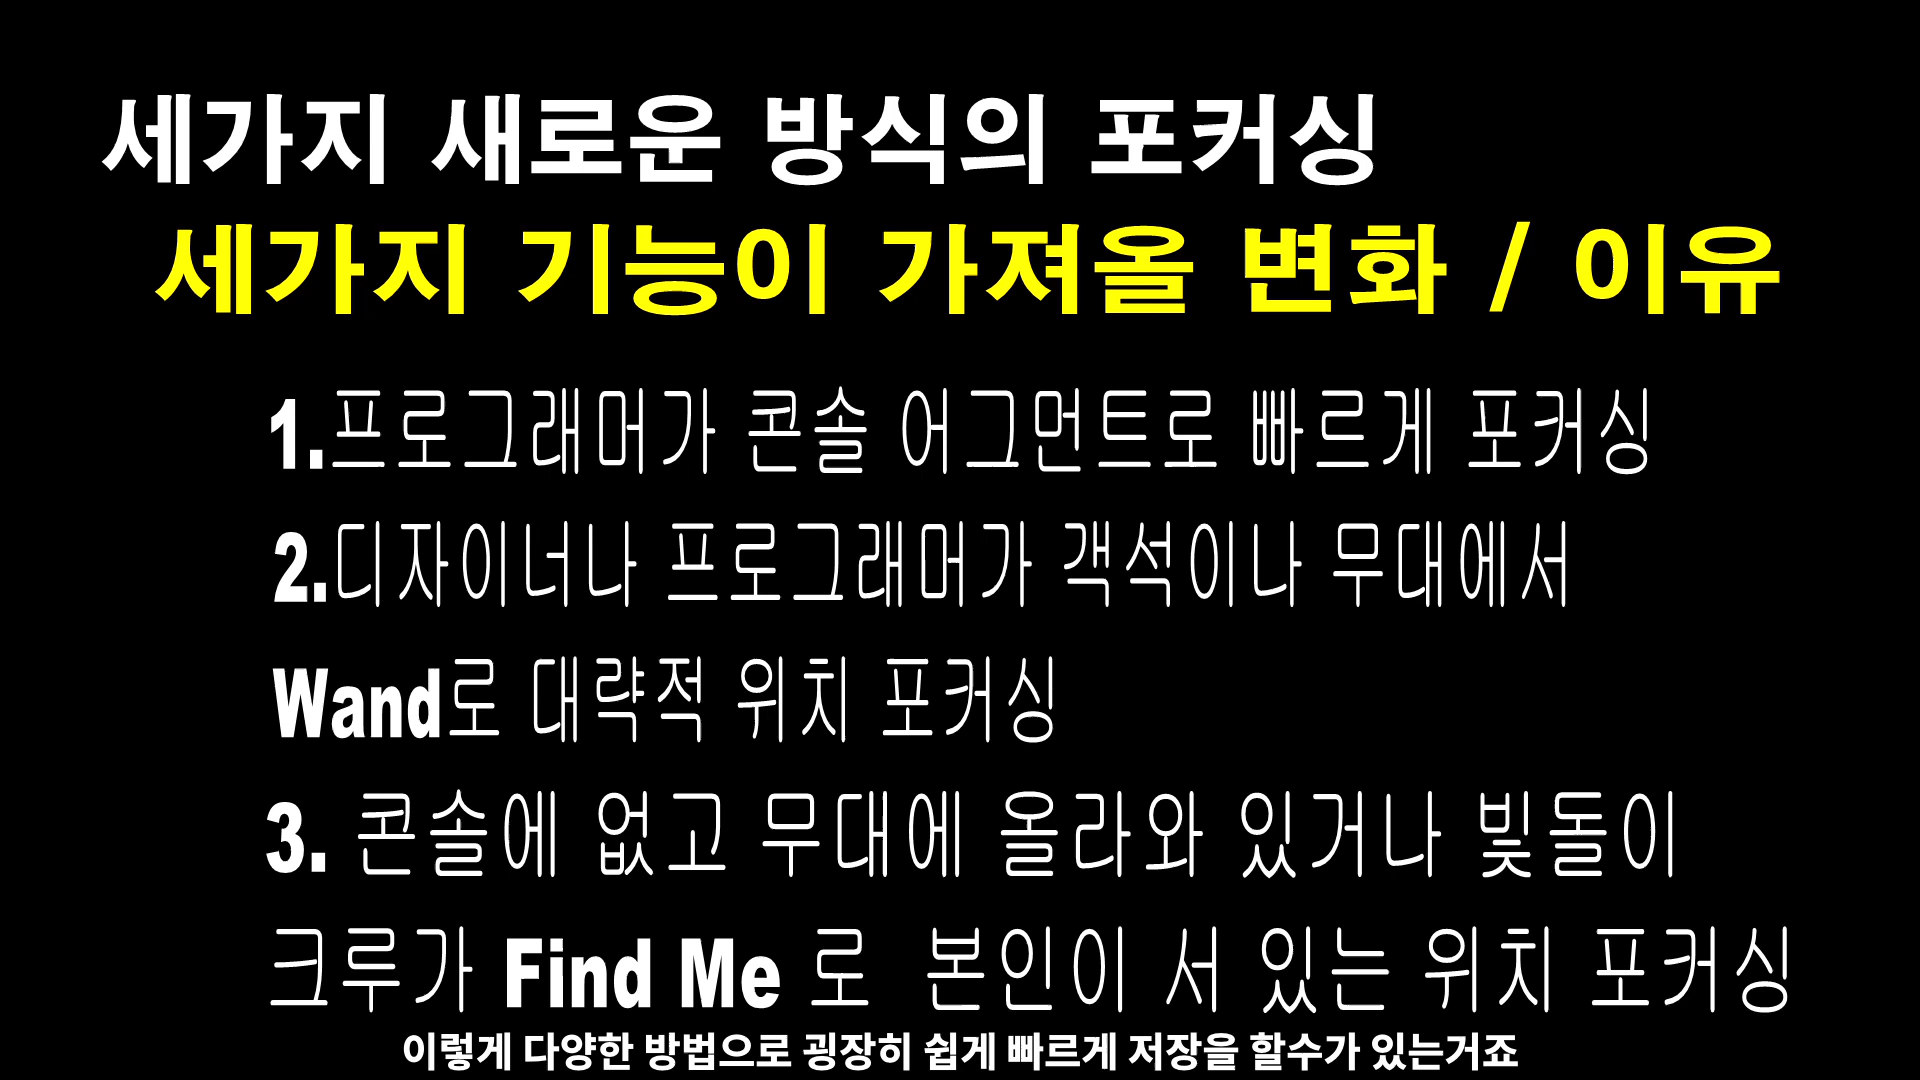 세가지 새로운 방식의 포커싱
세가지 기능이 가져올 변화 / 이유
1.프로그래머가 콘솔 어그먼트로 빠르게 포커싱
2.디자이너나 프로그래머가 객석이나 무대에서
Wand로 대략적 위치 포커싱
3. 콘솔에 없고 무대에 올라와 있거나 빛돌이
크루가 Find Me 로 본인이 서 있는 위치 포커싱
이렇게 다양한 방법으로 굉장히 쉽게 빠르게 저장을 할수가 있는거죠